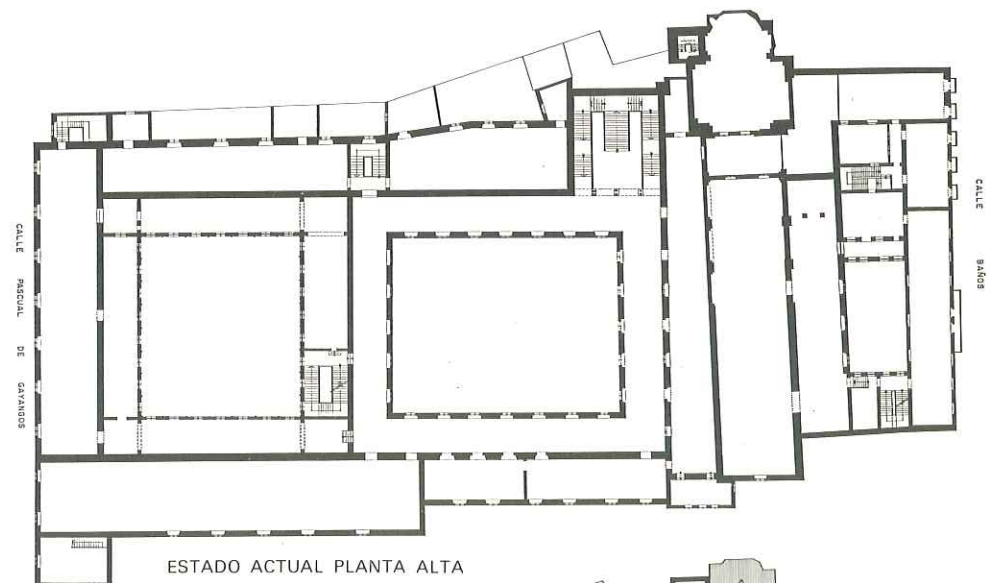 CALLE PASCUAL DE GAYANGOS
CALLE BAÑOS
ESTADO ACTUAL PLANTA ALTA